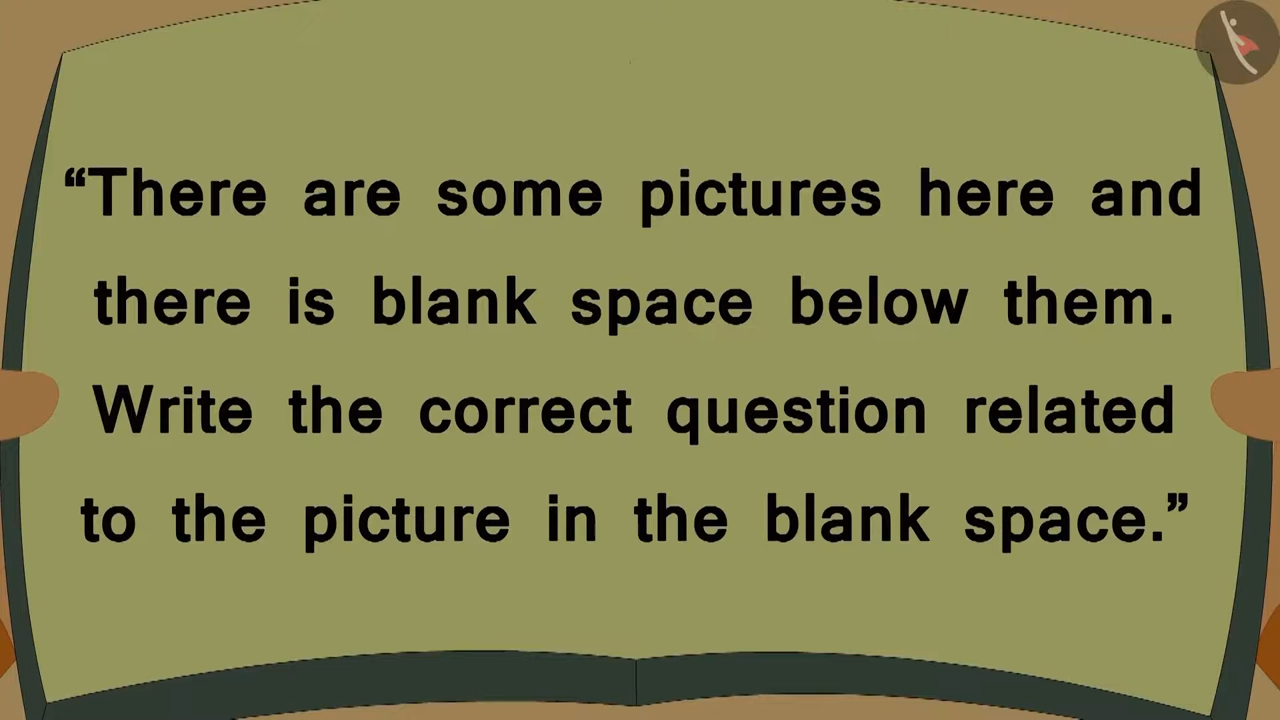 “There are some pictures here and
there is blank space below them.
Write the correct question related
to the picture in the blank space.”